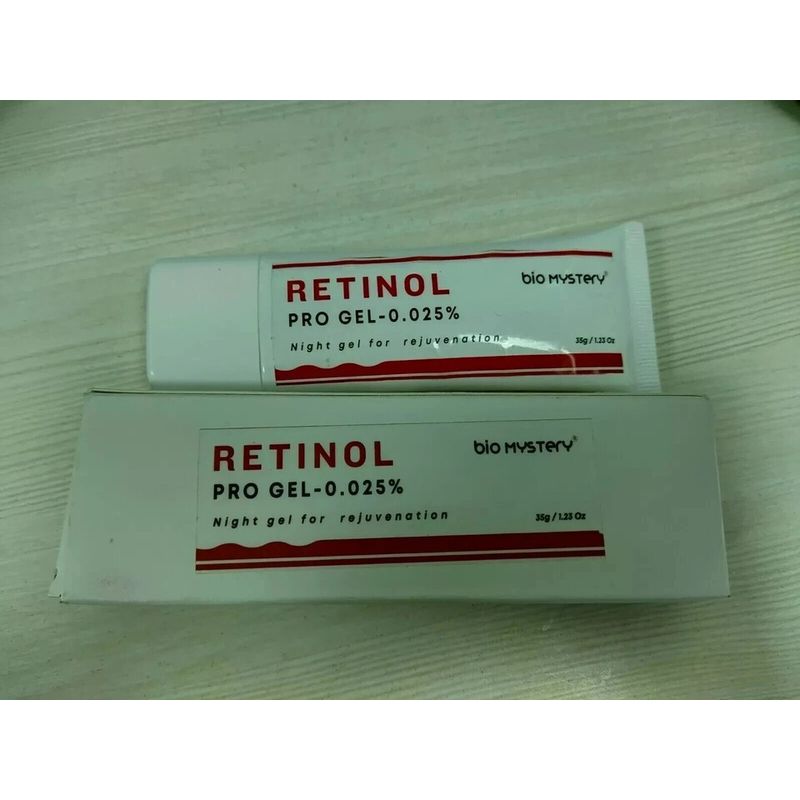 RETINOL
bio MYSTERY®
PRO GEL-0.025%
Night gel for rejuvenation
35g / 1.23 Oz
RETINOL
bio MYSTERY®
PRO GEL-0.025%
Night gel for rejuvenation
35g / 1.23 Oz